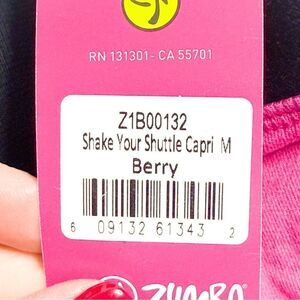 RN 131301- CA 55701
Z1B00132
Shake Your Shuttle Capri M
Berry
6 09132 61343 2
ZUMBA